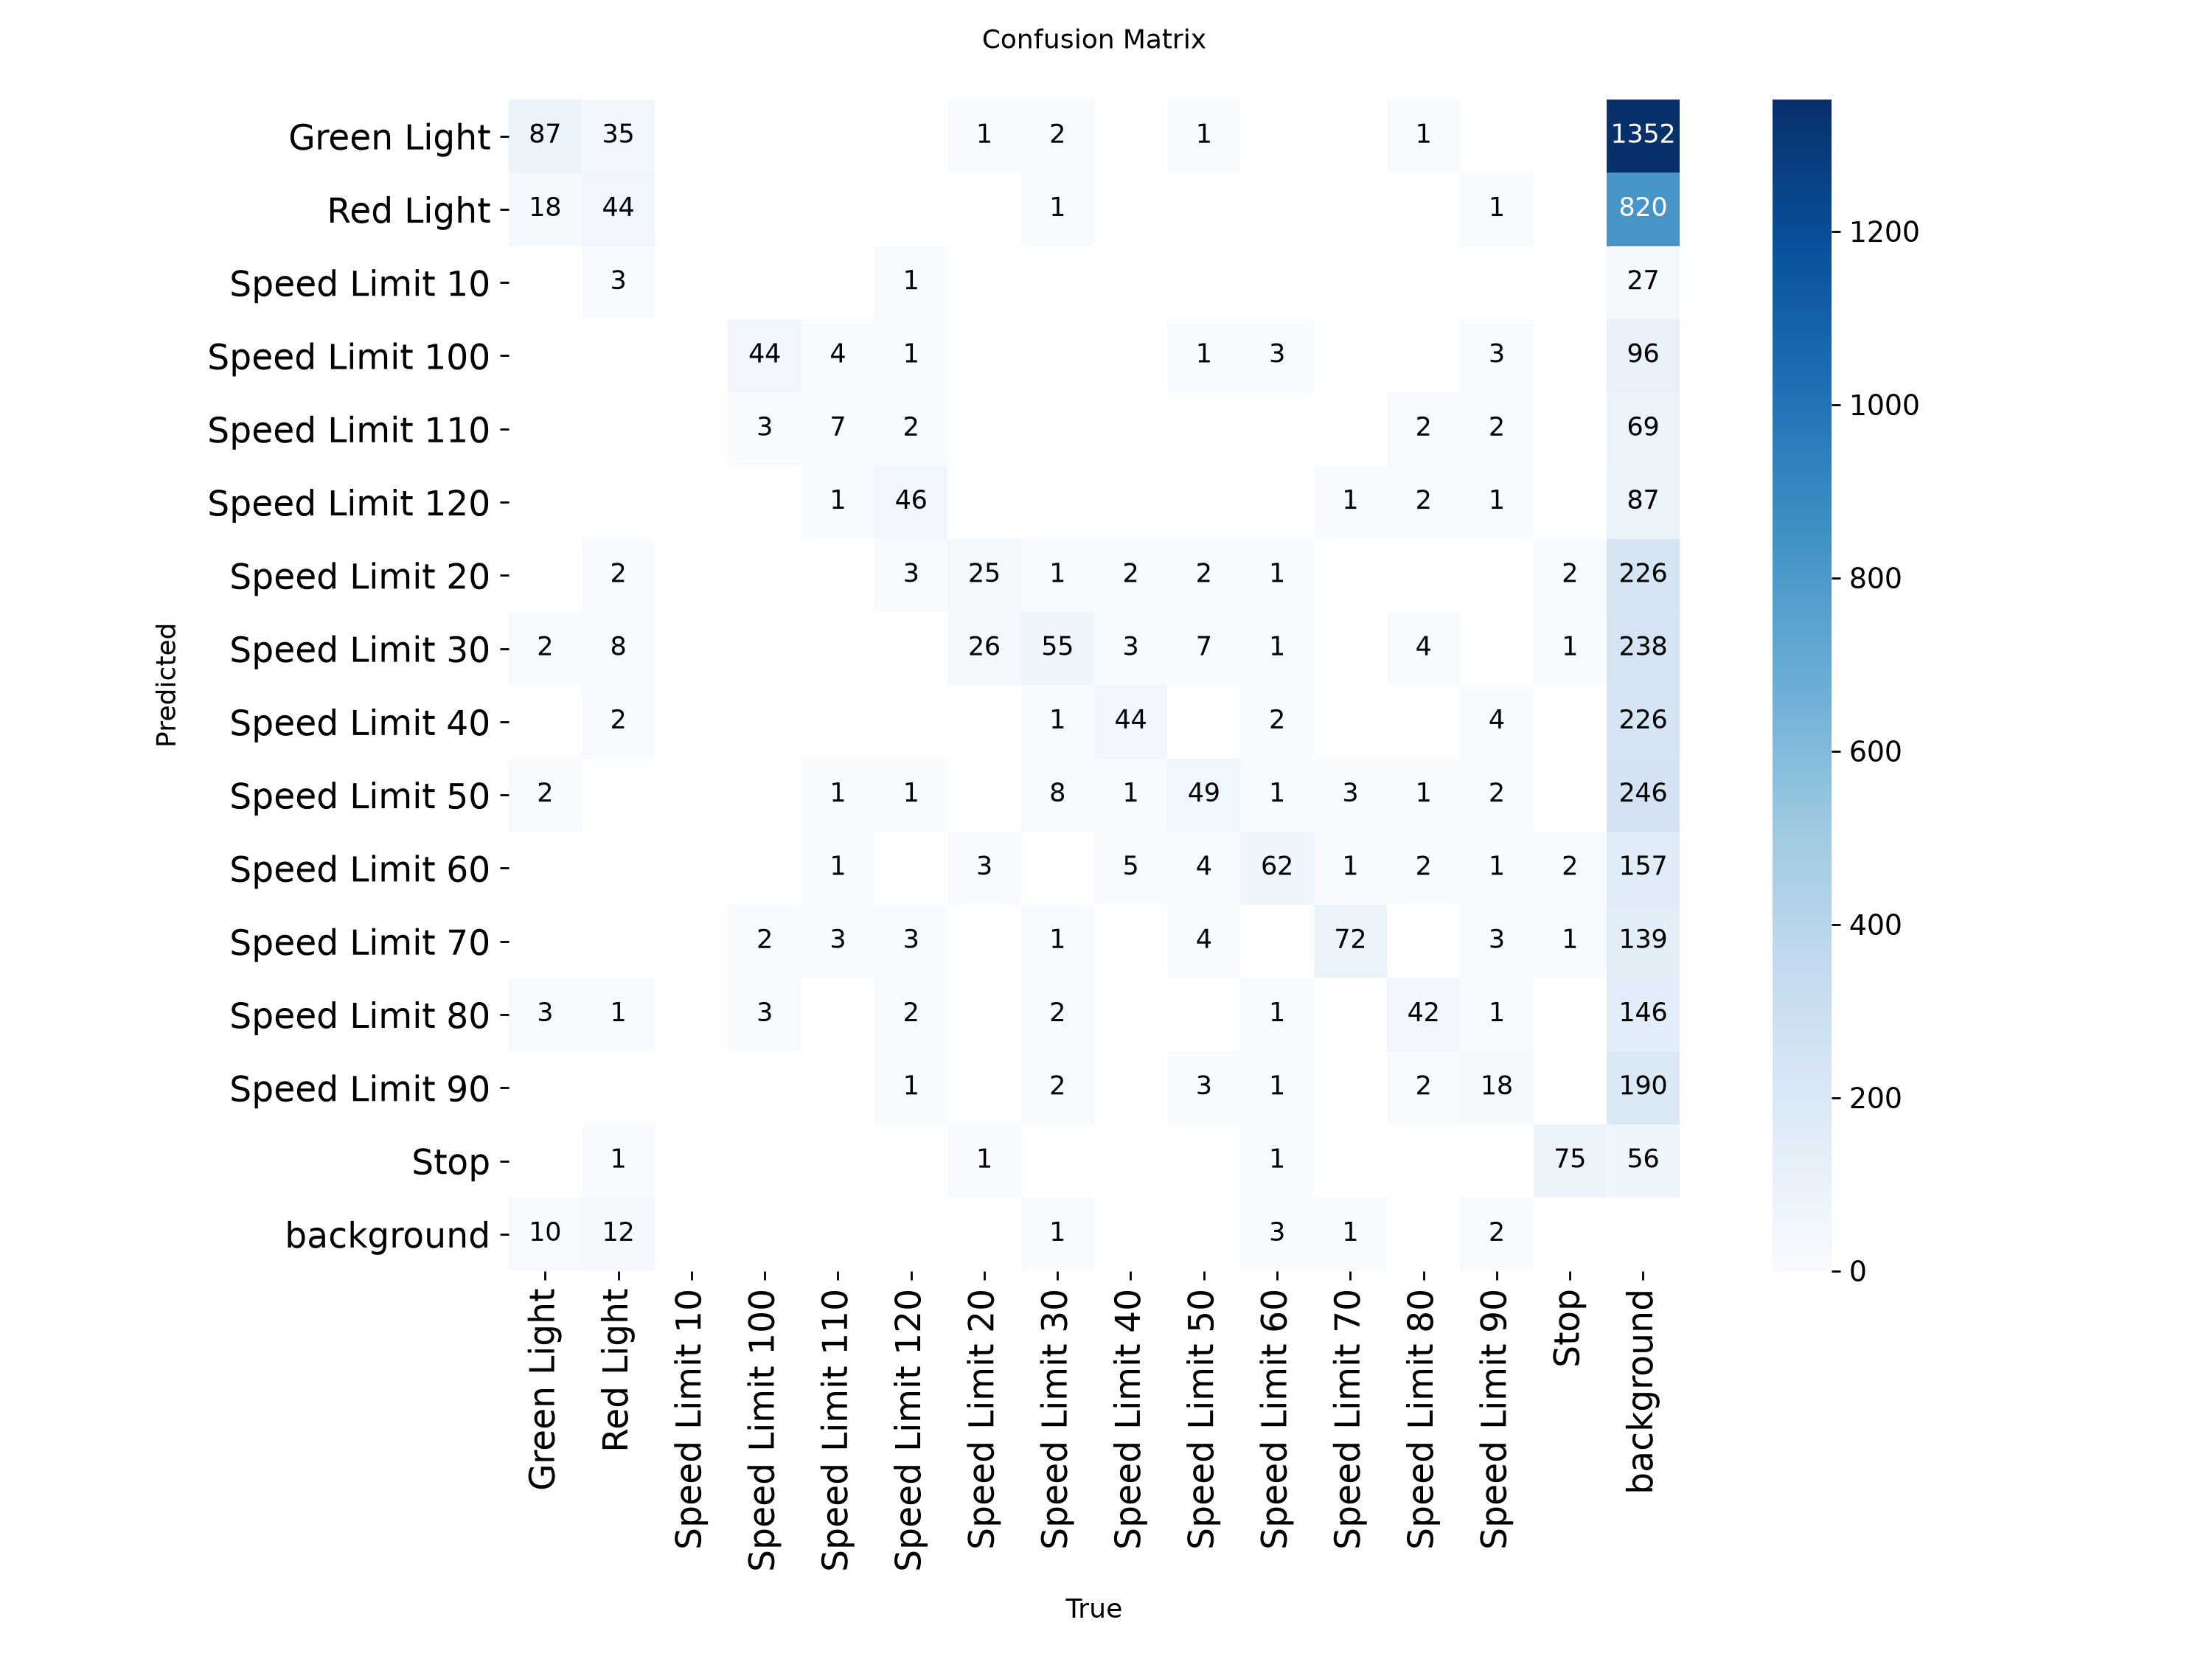 Confusion Matrix
Green Light 87 35 1 2 1 1 1352
Red Light 18 44 1 1 820
Speed Limit 10 3 1 27
Speed Limit 100 44 4 1 1 3 3 96
Speed Limit 110 3 7 2 2 2 69
Speed Limit 120 1 46 1 2 1 87
Speed Limit 20 2 3 25 1 2 2 1 2 226
Speed Limit 30 2 8 26 55 3 7 1 4 1 238
Speed Limit 40 2 1 44 2 4 226
Speed Limit 50 2 1 1 8 1 49 1 3 1 2 246
Speed Limit 60 1 3 5 4 62 1 2 1 2 157
Speed Limit 70 2 3 3 1 4 72 3 1 139
Speed Limit 80 3 1 3 2 2 1 42 1 146
Speed Limit 90 1 2 3 1 2 18 190
Stop 1 1 1 75 56
background 10 12 1 3 1 2
Predicted
Green Light
Red Light
Speed Limit 10
Speed Limit 100
Speed Limit 110
Speed Limit 120
Speed Limit 20
Speed Limit 30
Speed Limit 40
Speed Limit 50
Speed Limit 60
Speed Limit 70
Speed Limit 80
Speed Limit 90
Stop
background
True
1200
1000
800
600
400
200
0